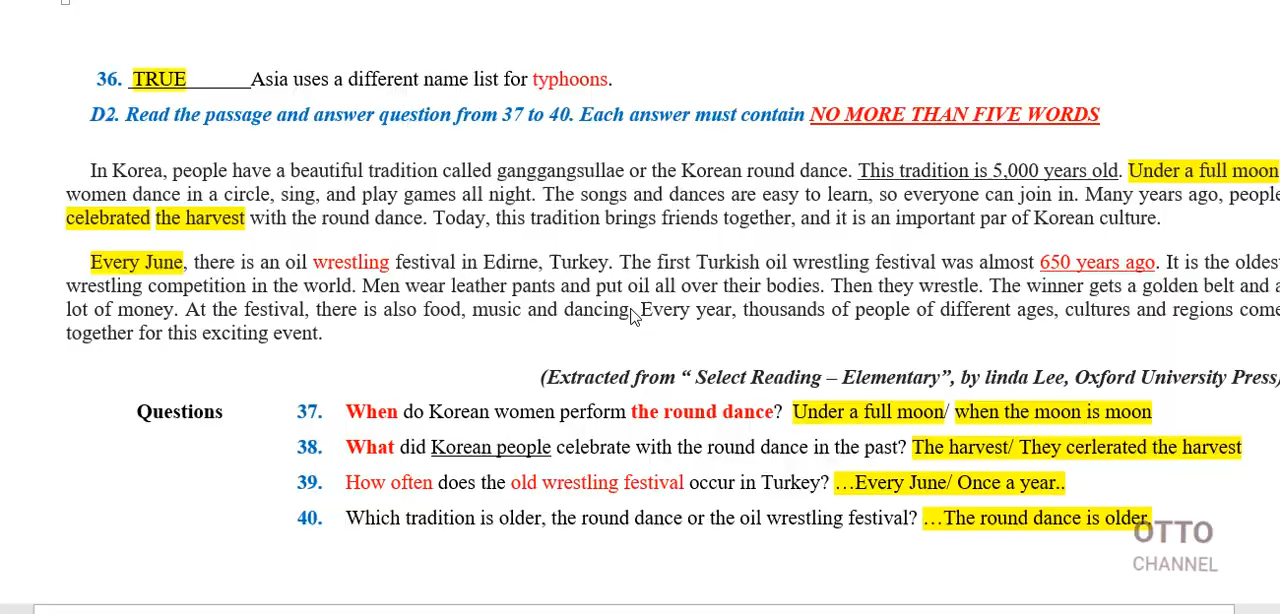 36. TRUE______Asia uses a different name list for typhoons.
D2. Read the passage and answer question from 37 to 40. Each answer must contain NO MORE THAN FIVE WORDS
In Korea, people have a beautiful tradition called ganggangsullae or the Korean round dance. This tradition is 5,000 years old. Under a full moon
women dance in a circle, sing, and play games all night. The songs and dances are easy to learn, so everyone can join in. Many years ago, people
celebrated the harvest with the round dance. Today, this tradition brings friends together, and it is an important par of Korean culture.
Every June, there is an oil wrestling festival in Edirne, Turkey. The first Turkish oil wrestling festival was almost 650 years ago. It is the oldes
wrestling competition in the world. Men wear leather pants and put oil all over their bodies. Then they wrestle. The winner gets a golden belt and a
lot of money. At the festival, there is also food, music and dancing. Every year, thousands of people of different ages, cultures and regions come
together for this exciting event.
(Extracted from “ Select Reading – Elementary”, by linda Lee, Oxford University Press)
Questions 37. When do Korean women perform the round dance? Under a full moon/ when the moon is moon
38. What did Korean people celebrate with the round dance in the past? The harvest/ They cerlerated the harvest
39. How often does the old wrestling festival occur in Turkey? …Every June/ Once a year..
40. Which tradition is older, the round dance or the oil wrestling festival? …The round dance is older.
OTTO
CHANNEL